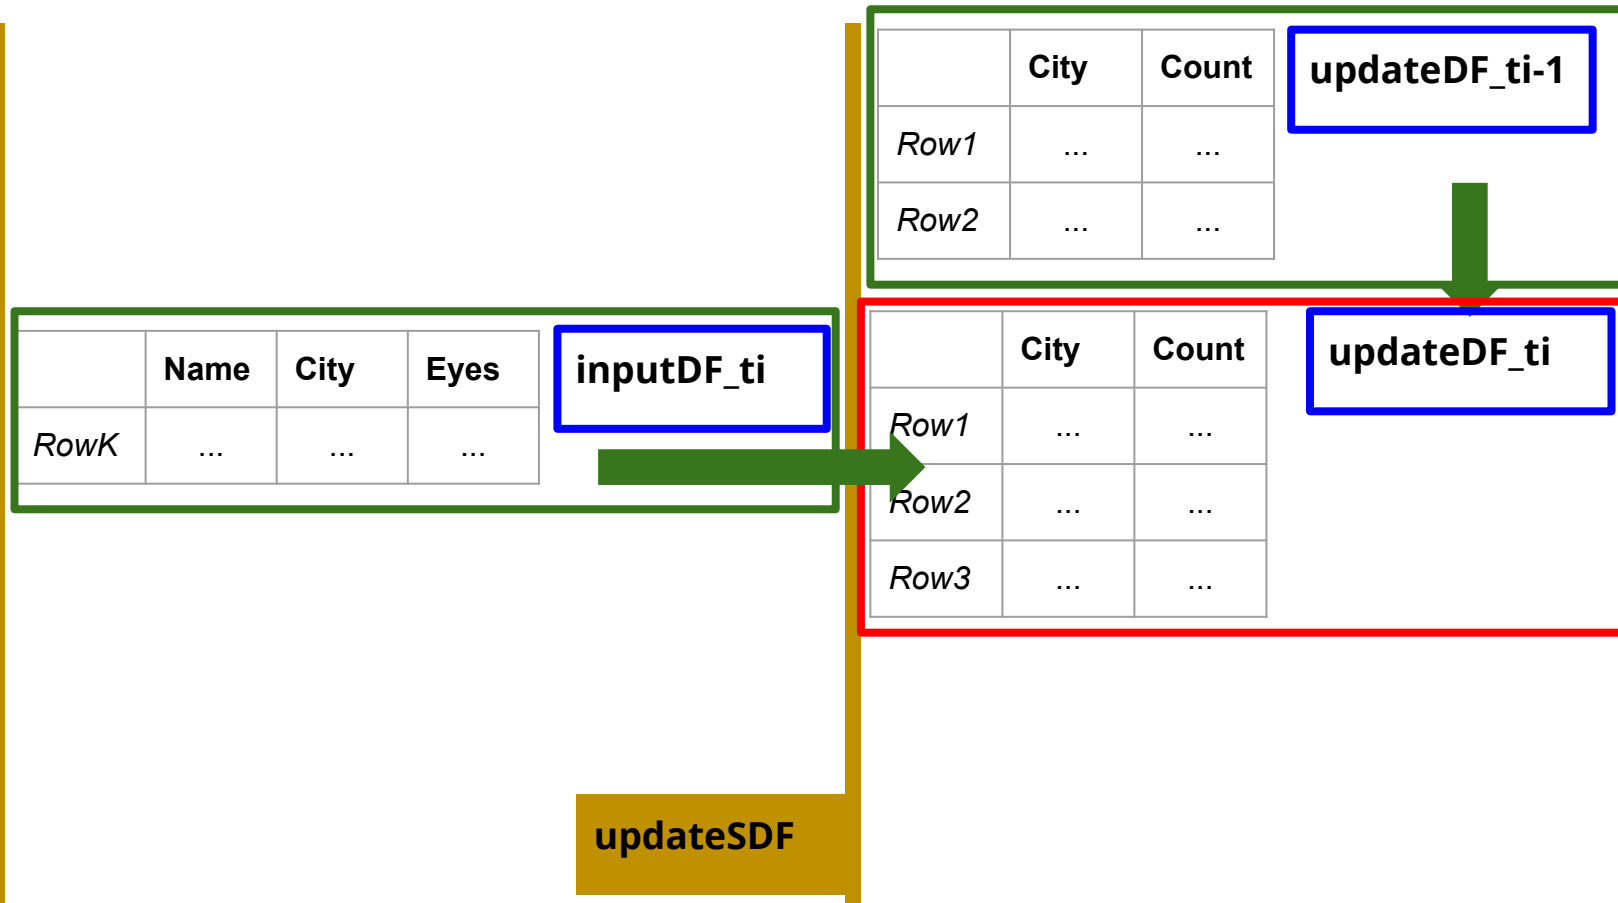 City Count
Row1 ... ...
Row2 ... ...
updateDF_ti-1
Name City Eyes
RowK ... ... ...
inputDF_ti
City Count
Row1 ... ...
Row2 ... ...
Row3 ... ...
updateDF_ti
updateSDF